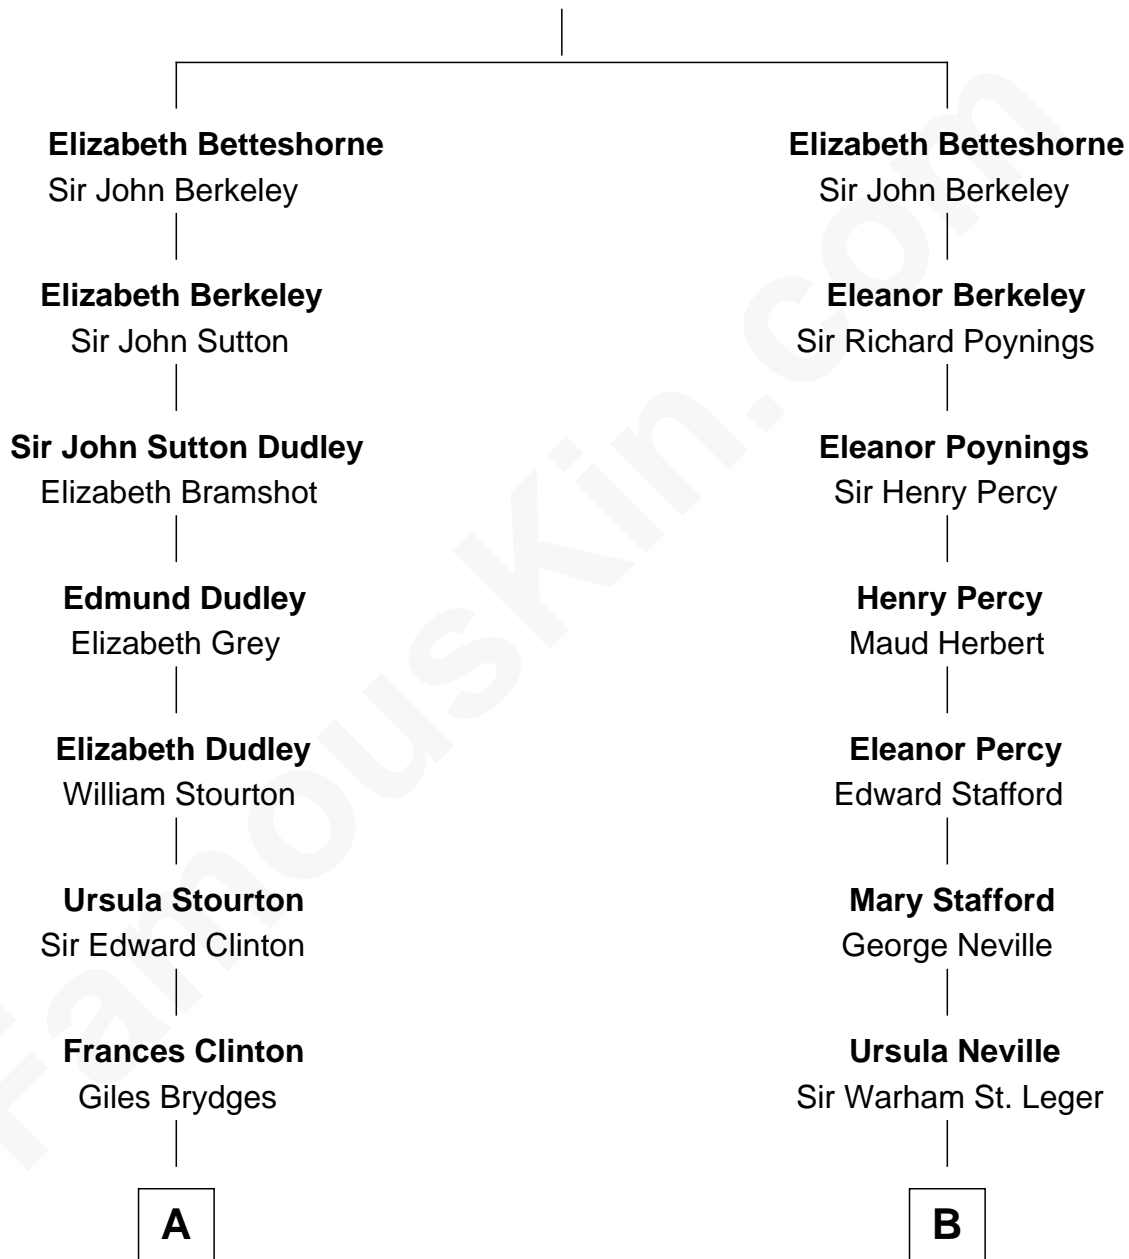 Elizabeth Betteshorne
Sir John Berkeley
Elizabeth Berkeley
Sir John Sutton
Sir John Sutton Dudley
Elizabeth Bramshot
Edmund Dudley
Elizabeth Grey
Elizabeth Dudley
William Stourton
Ursula Stourton
Sir Edward Clinton
Frances Clinton
Giles Brydges
A
Elizabeth Betteshorne
Sir John Berkeley
Eleanor Berkeley
Sir Richard Poynings
Eleanor Poynings
Sir Henry Percy
Henry Percy
Maud Herbert
Eleanor Percy
Edward Stafford
Mary Stafford
George Neville
Ursula Neville
Sir Warham St. Leger
B
FamousKin.com